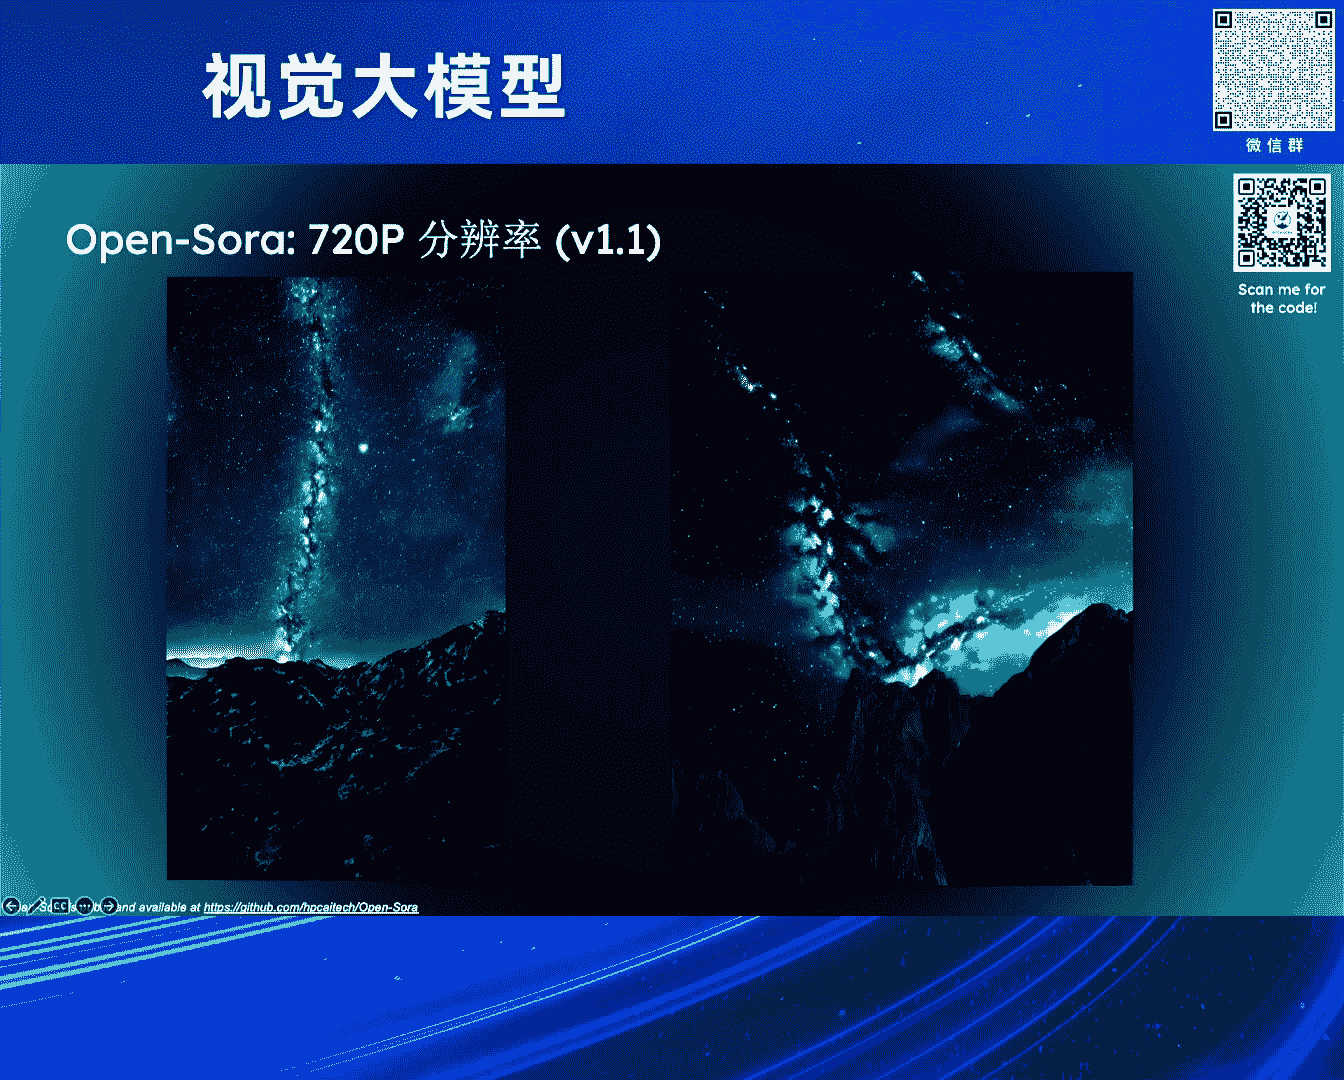 视觉大模型
微信群
Open-Sora: 720P 分辨率 (v1.1)
Scan me for
the code!
and available at https://github.com/hpcaitech/Open-Sora